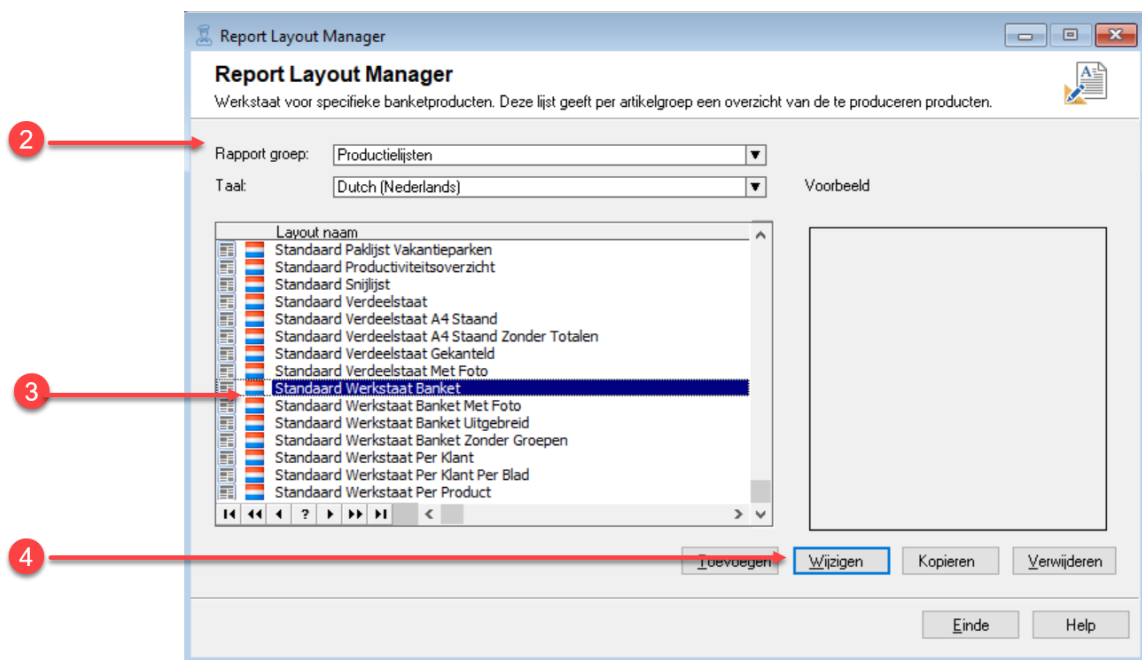 Report Layout Manager
Report Layout Manager
Werkstaat voor specifieke banketproducten. Deze lijst geeft per artikelgroep een overzicht van de te produceren producten.
2
Rapport groep: Productielijsten
Taal: Dutch (Nederlands) Voorbeeld
Layout naam
Standaard Paklijst Vakantieparken
Standaard Productiviteitsoverzicht
Standaard Snijlijst
Standaard Verdeelstaat
Standaard Verdeelstaat A4 Staand
Standaard Verdeelstaat A4 Staand Zonder Totalen
Standaard Verdeelstaat Gekanteld
Standaard Verdeelstaat Met Foto
3 Standaard Werkstaat Banket
Standaard Werkstaat Banket Met Foto
Standaard Werkstaat Banket Uitgebreid
Standaard Werkstaat Banket Zonder Groepen
Standaard Werkstaat Per Klant
Standaard Werkstaat Per Klant Per Blad
Standaard Werkstaat Per Product
?
4 Toevoegen Wijzigen Kopieren Verwijderen
Einde Help